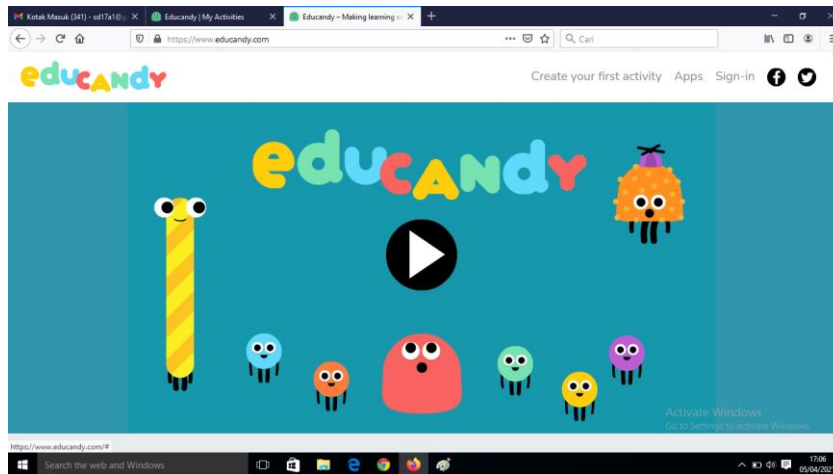 Kotak Masuk (341) - sd17a1@
Educandy | My Activities
Educandy – Making learning s
https://www.educandy.com
Cari
educandy
Create your first activity Apps Sign-in
educandy
Activate Windows
Go to Settings to activate Windows.
https://www.educandy.com/#
Search the web and Windows
17:06
05/04/202